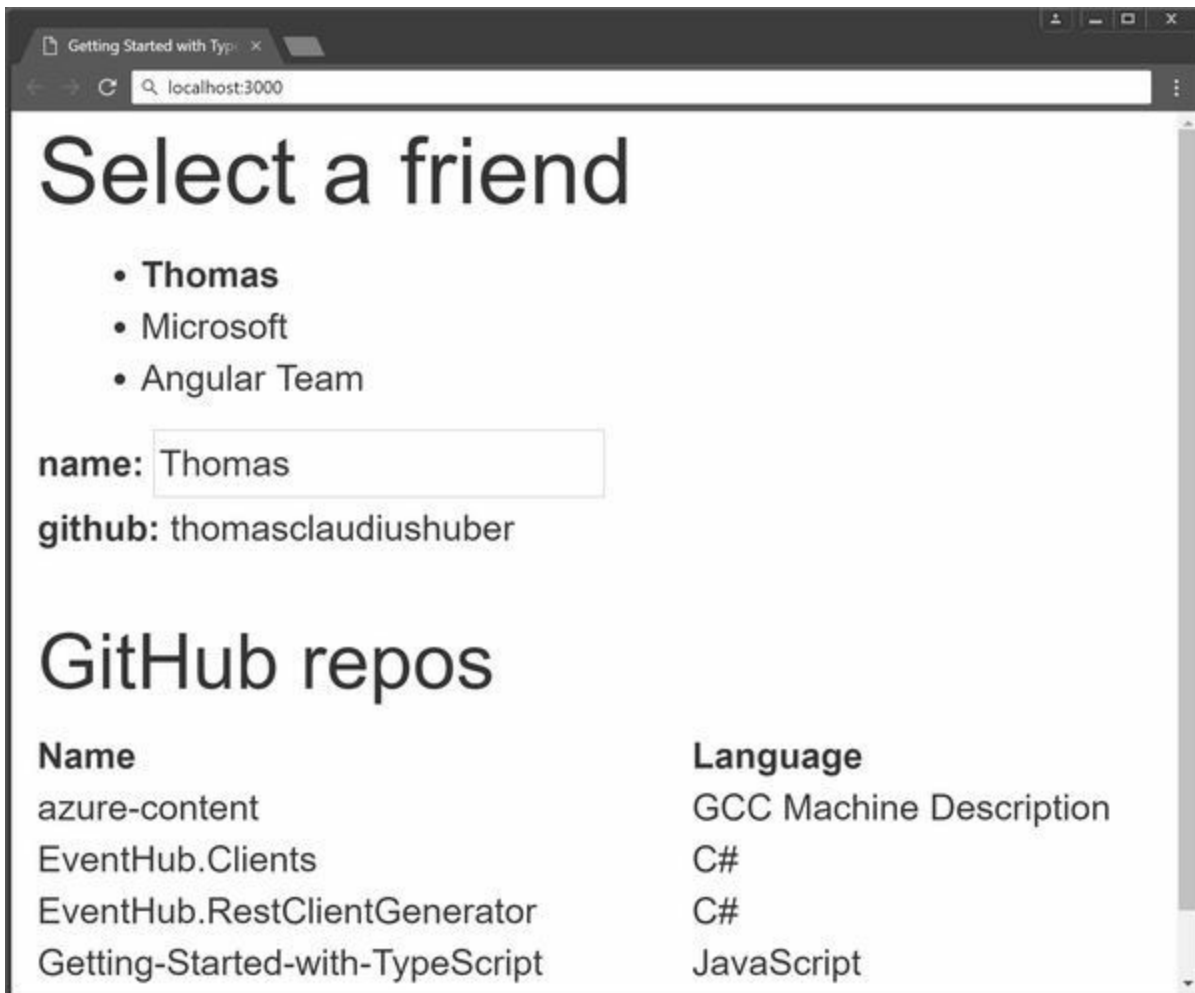 Getting Started with Typ
localhost:3000
Select a friend
• Thomas
• Microsoft
• Angular Team
name: Thomas
github: thomasclaudiushuber
GitHub repos
Name Language
azure-content GCC Machine Description
EventHub.Clients C#
EventHub.RestClientGenerator C#
Getting-Started-with-TypeScript JavaScript